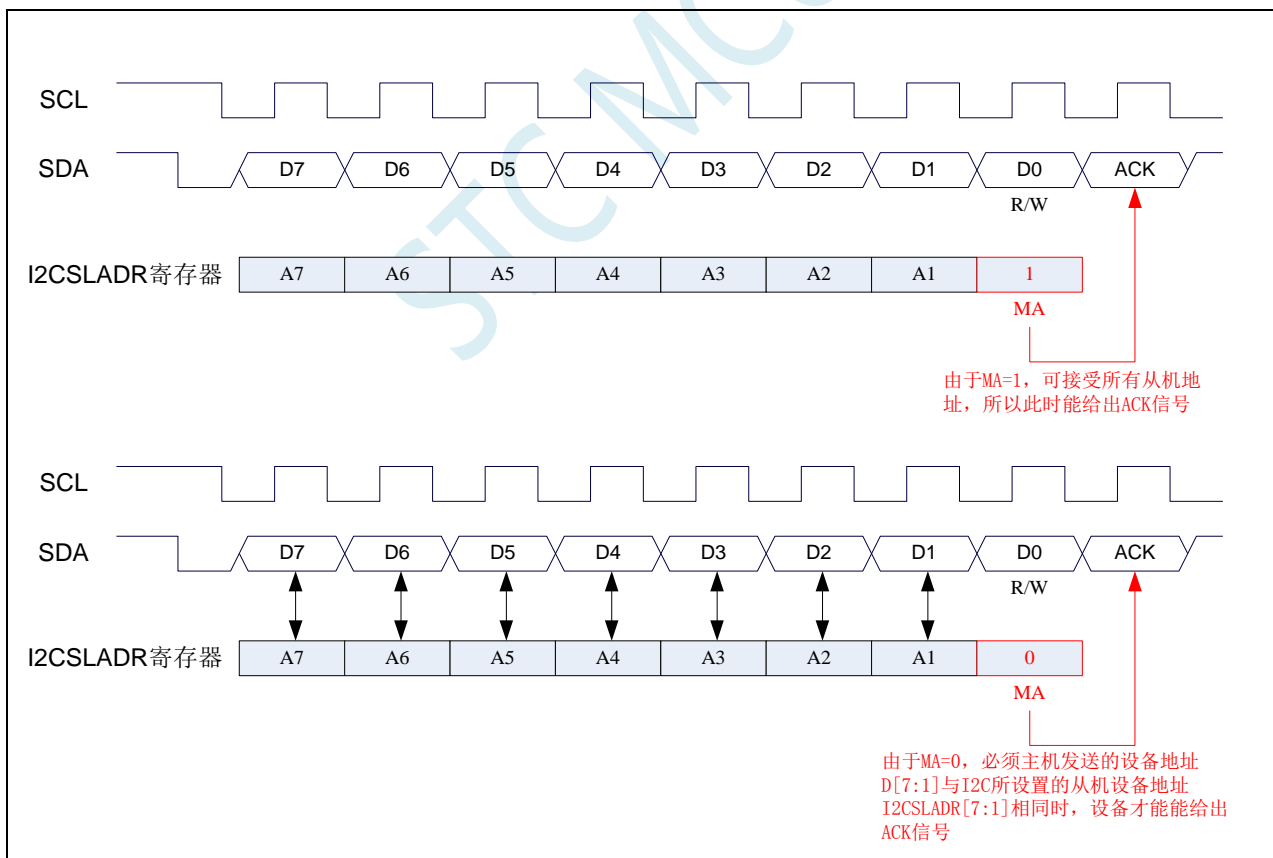 STC MC
SCL
SDA D7 D6 D5 D4 D3 D2 D1 D0 ACK
R/W
I2CSLADR寄存器 A7 A6 A5 A4 A3 A2 A1 1
MA
由于MA=1，可接受所有从机地
址，所以此时能给出ACK信号
SCL
SDA D7 D6 D5 D4 D3 D2 D1 D0 ACK
R/W
I2CSLADR寄存器 A7 A6 A5 A4 A3 A2 A1 0
MA
由于MA=0，必须主机发送的设备地址
D[7:1]与I2C所设置的从机设备地址
I2CSLADR[7:1]相同时，设备才能能给出
ACK信号